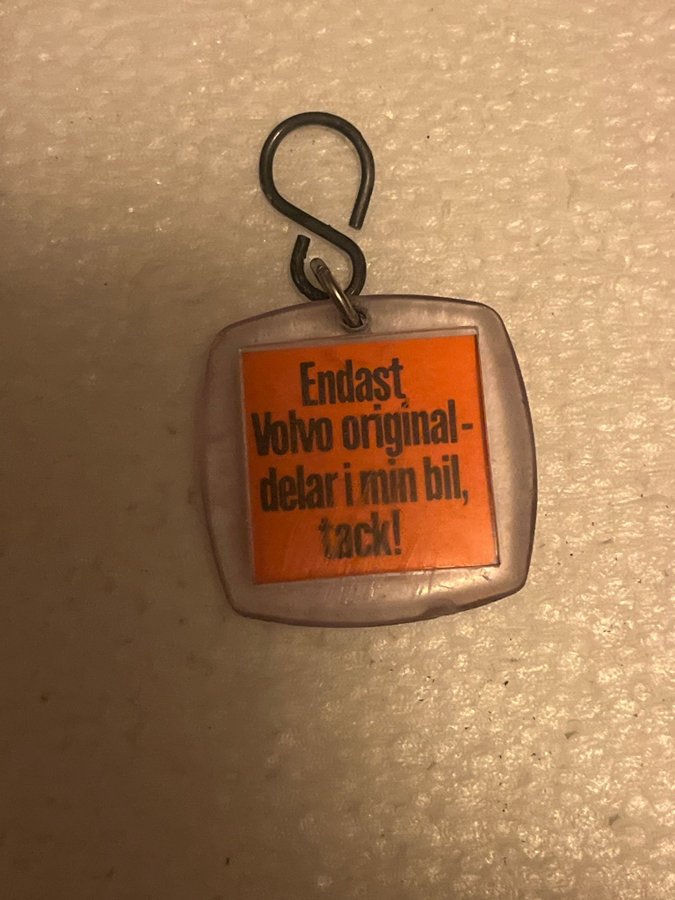 Endast
Volvo original-
delar i min bil,
tack!